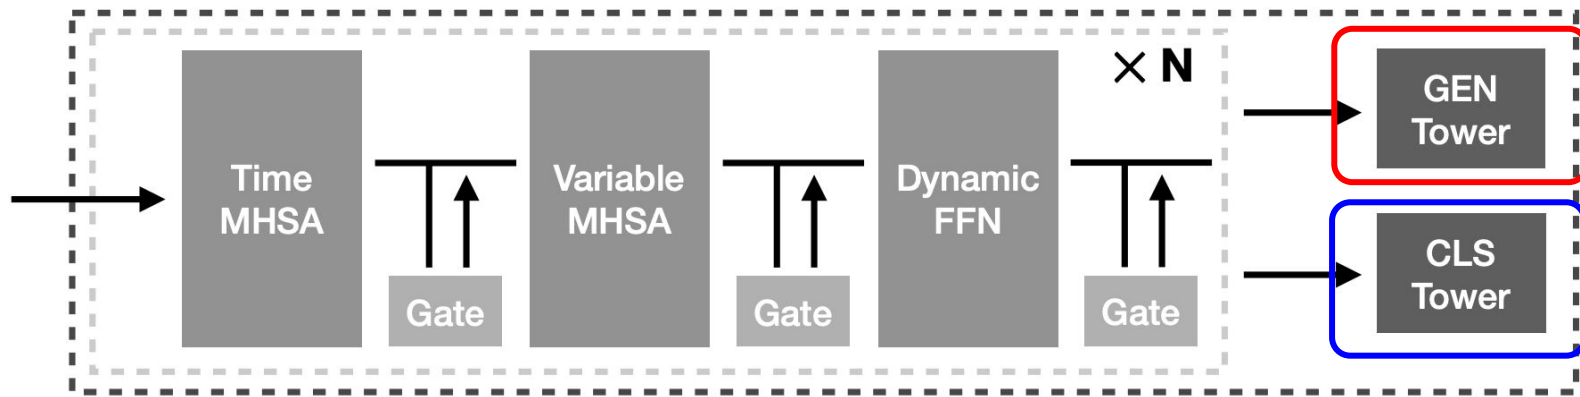 Time
MHSA
Gate
Variable
MHSA
Gate
Dynamic
FFN
Gate
× N
GEN
Tower
CLS
Tower